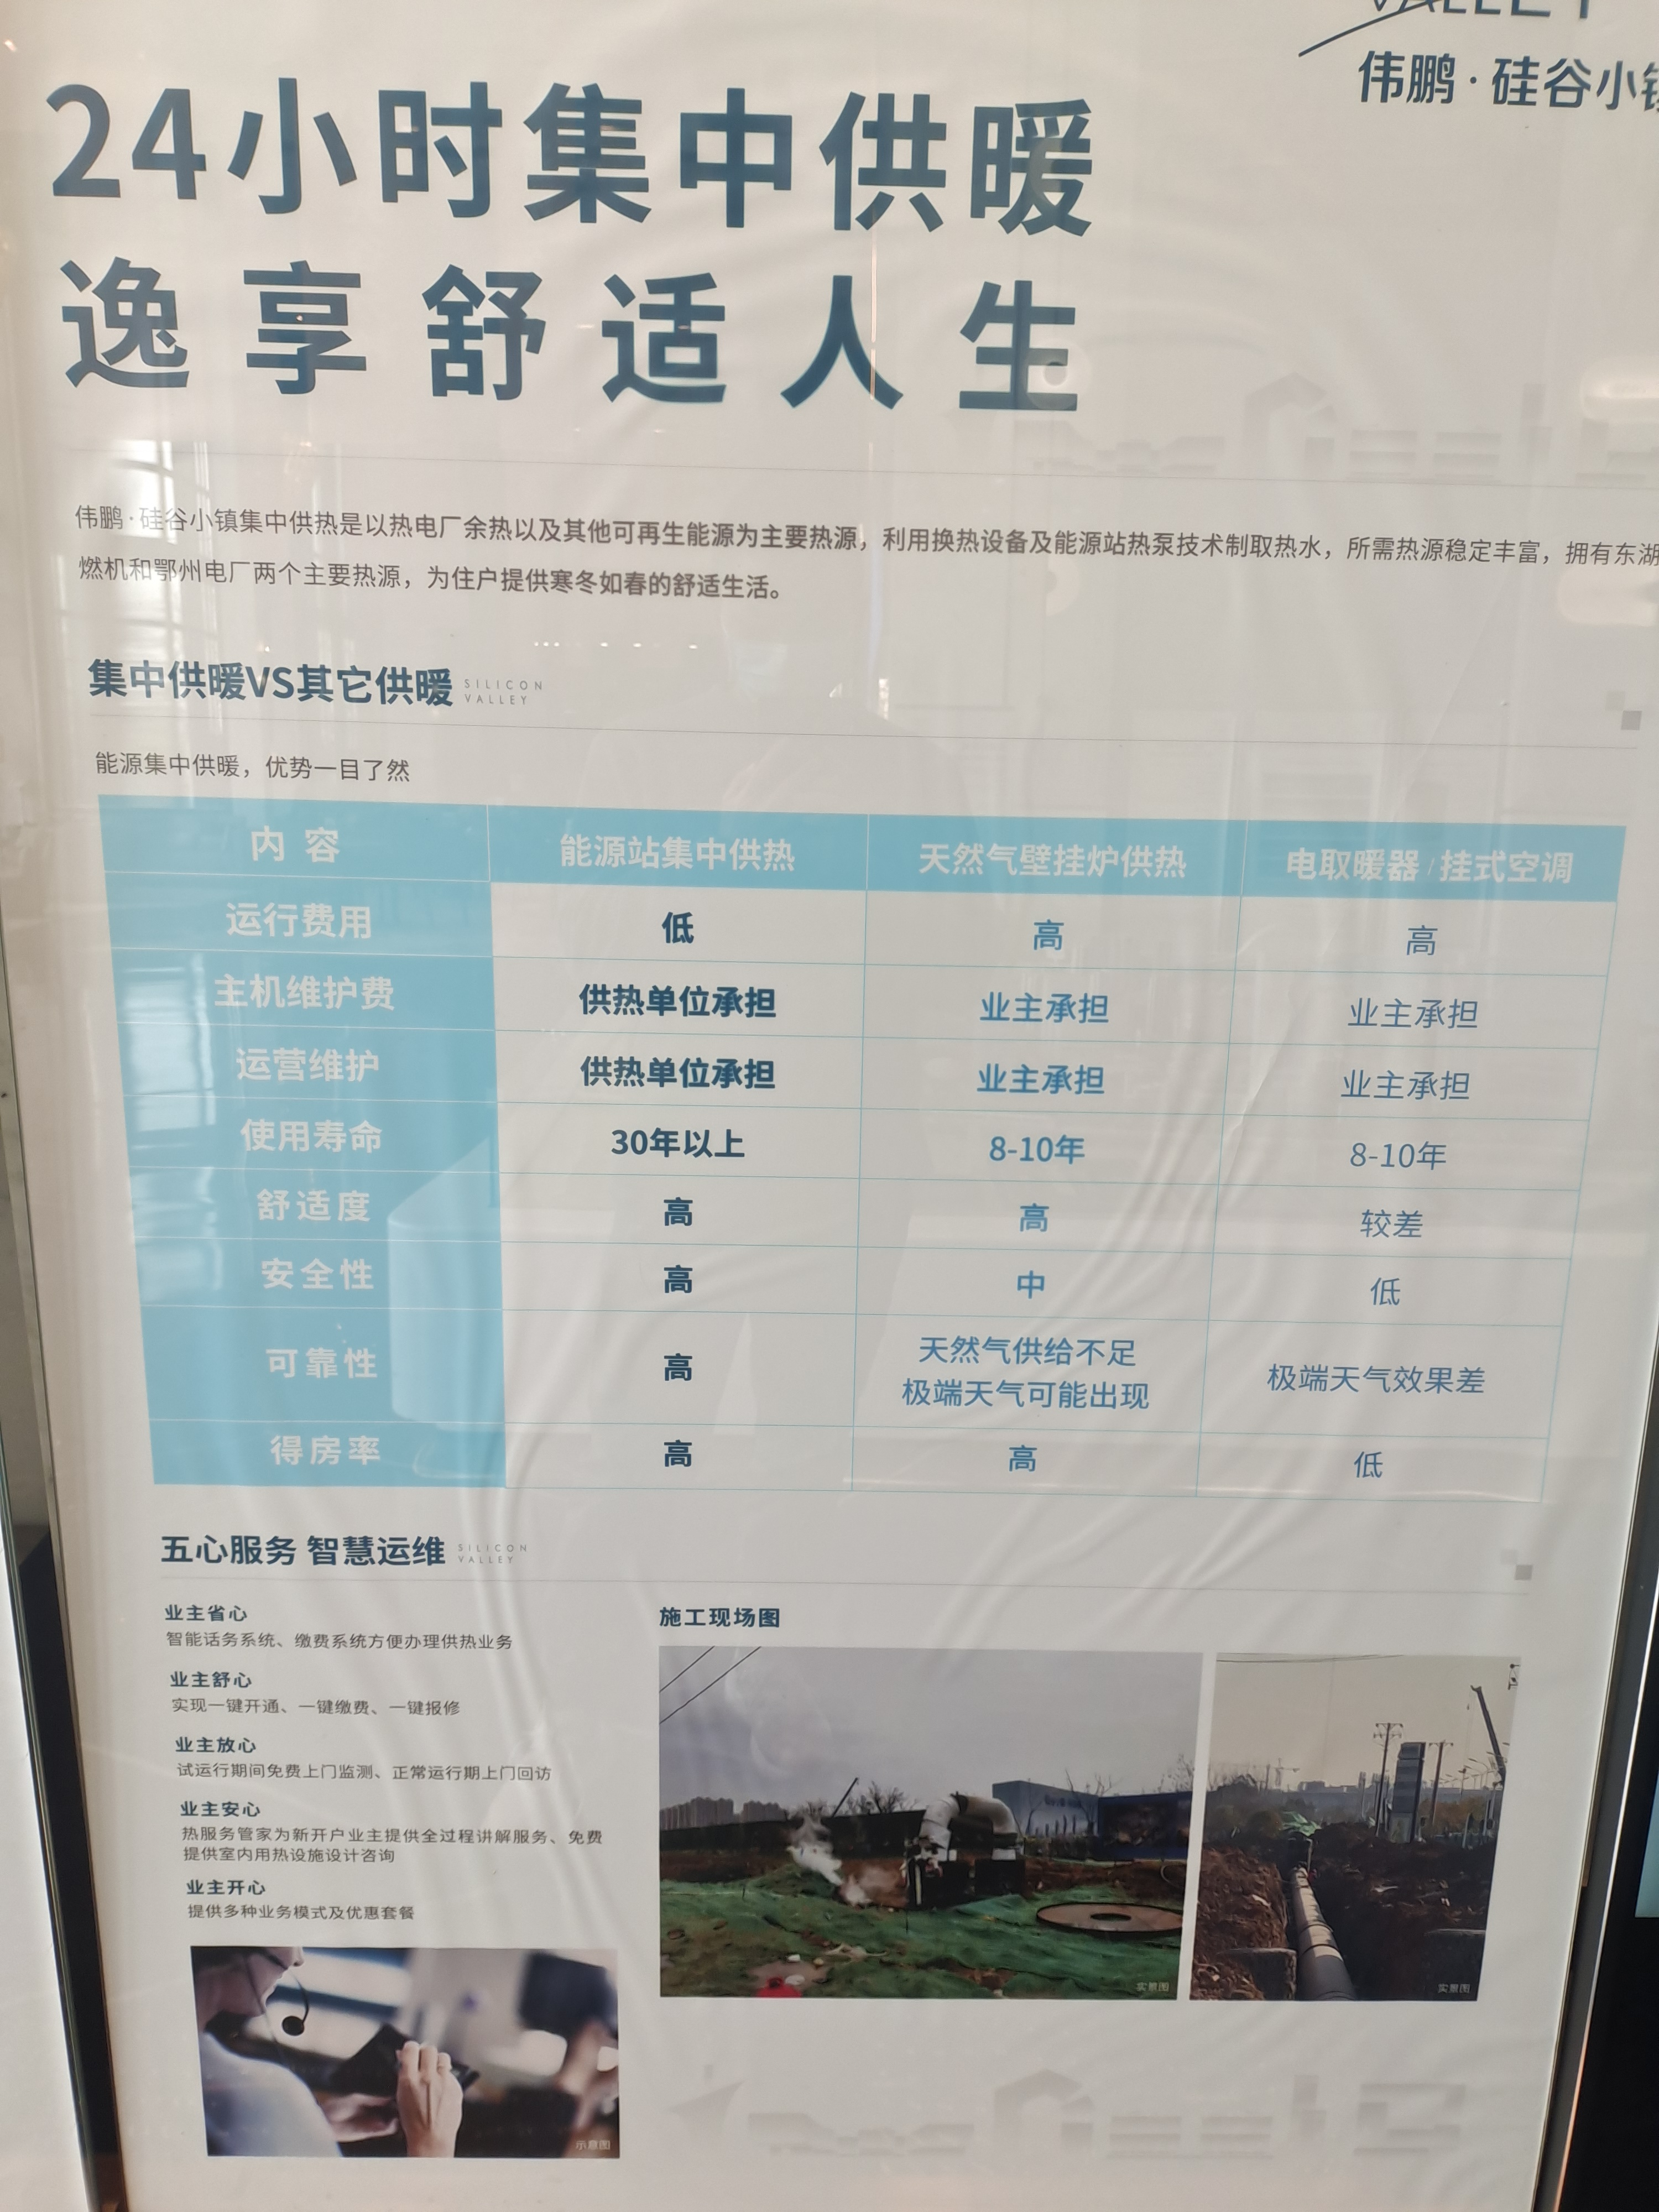 伟鹏·硅谷小镇
24小时集中供暖
逸享舒适人生
伟鹏·硅谷小镇集中供热是以热电厂余热以及其他可再生能源为主要热源，利用换热设备及能源站热泵技术制取热水，所需热源稳定丰富，拥有东湖
燃机和鄂州电厂两个主要热源，为住户提供寒冬如春的舒适生活。
集中供暖VS其它供暖 SILICON
VALLEY
能源集中供暖，优势一目了然
内容 能源站集中供热 天然气壁挂炉供热 电取暖器/挂式空调
运行费用 低 高 高
主机维护费 供热单位承担 业主承担 业主承担
运营维护 供热单位承担 业主承担 业主承担
使用寿命 30年以上 8-10年 8-10年
舒适度 高 高 较差
安全性 高 中 低
可靠性 高 天然气供给不足
极端天气可能出现 极端天气效果差
得房率 高 高 低
五心服务 智慧运维 SILICON
VALLEY
业主省心
智能话务系统、缴费系统方便办理供热业务
业主舒心
实现一键开通、一键缴费、一键报修
业主放心
试运行期间免费上门监测、正常运行期上门回访
业主安心
热服务管家为新开户业主提供全过程讲解服务、免费
提供室内用热设施设计咨询
业主开心
提供多种业务模式及优惠套餐
示意图
施工现场图
实景图
实景图